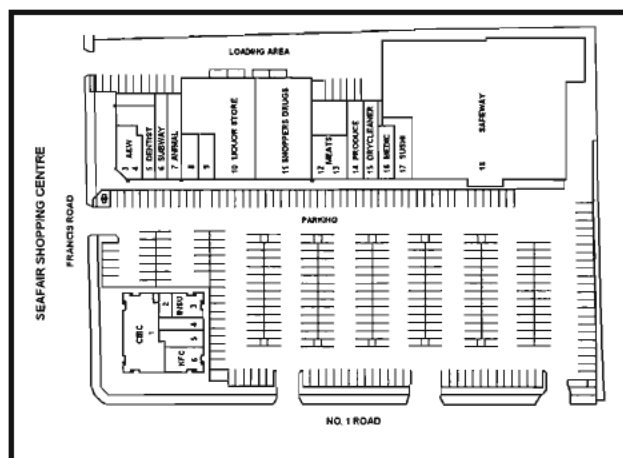 SEAFAIR SHOPPING CENTRE
FRANCIS ROAD
LOADING AREA
3
4
A&W
5 DENTIST
6 SUBWAY
7 ANIMAL
8
9
10 LIQUOR STORE
11 SHOPPERS DRUGS
12
13
MEATS
14 PRODUCE
15 DRYCLEANER
16 MEDIC
17 SUSHI
18 SAFEWAY
PARKING
CIBC
1
2
INSU
3
4
5
KFC
6
NO. 1 ROAD